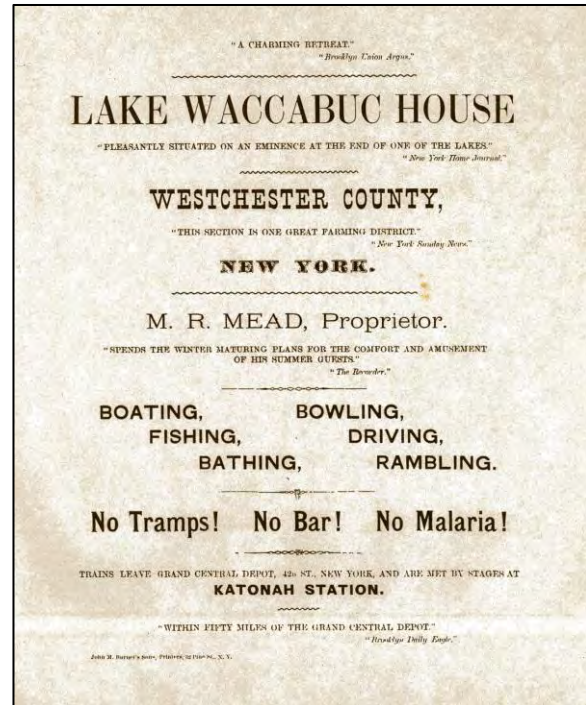 "A CHARMING RETREAT."
"Brooklyn Union Argus."
LAKE WACCABUC HOUSE
"PLEASANTLY SITUATED ON AN EMINENCE AT THE END OF ONE OF THE LAKES."
"New York Home Journal."
WESTCHESTER COUNTY,
"THIS SECTION IS ONE GREAT FARMING DISTRICT."
"New York Sunday News."
NEW YORK.
M. R. MEAD, Proprietor.
"SPENDS THE WINTER MATURING PLANS FOR THE COMFORT AND AMUSEMENT
OF HIS SUMMER GUESTS."
"The Recorder."
BOATING, BOWLING,
FISHING, DRIVING,
BATHING, RAMBLING.
No Tramps! No Bar! No Malaria!
TRAINS LEAVE GRAND CENTRAL DEPOT, 42D ST., NEW YORK, AND ARE MET BY STAGES AT
KATONAH STATION.
"WITHIN FIFTY MILES OF THE GRAND CENTRAL DEPOT."
"Brooklyn Daily Eagle."
John M. Sons, Printers, Pine St., N. Y.